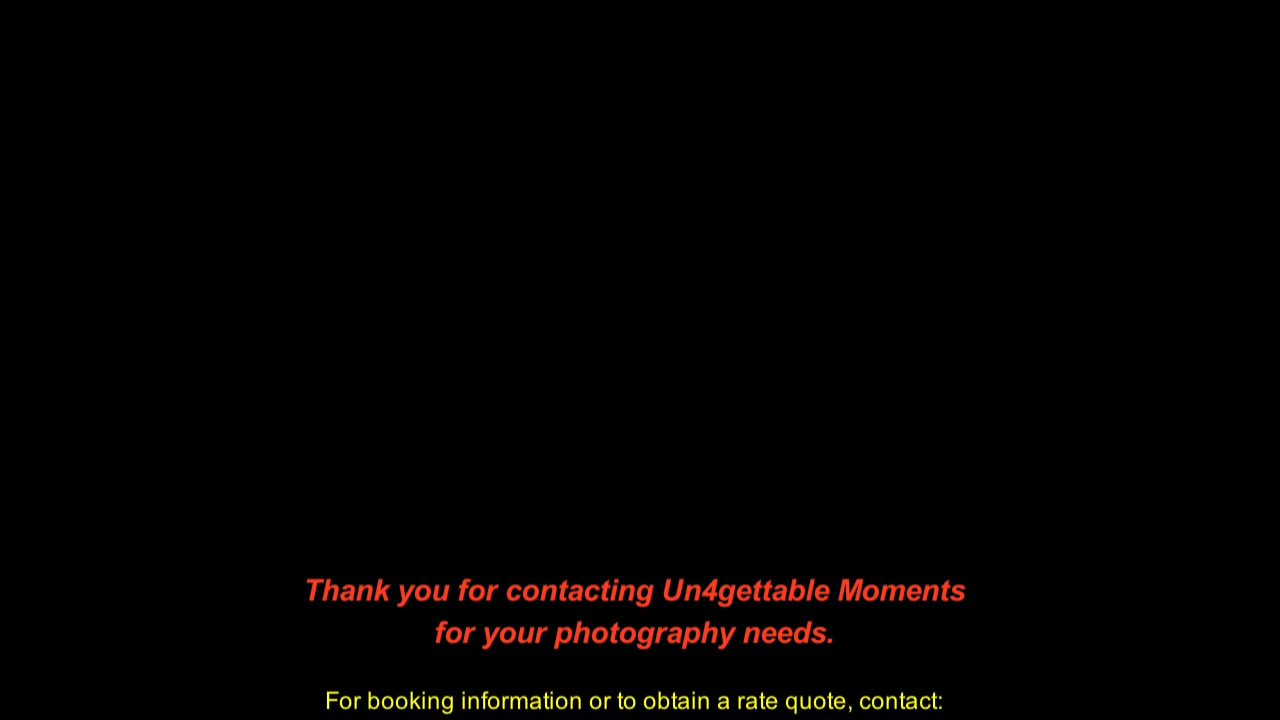 Thank you for contacting Un4gettable Moments
for your photography needs.
For booking information or to obtain a rate quote, contact: